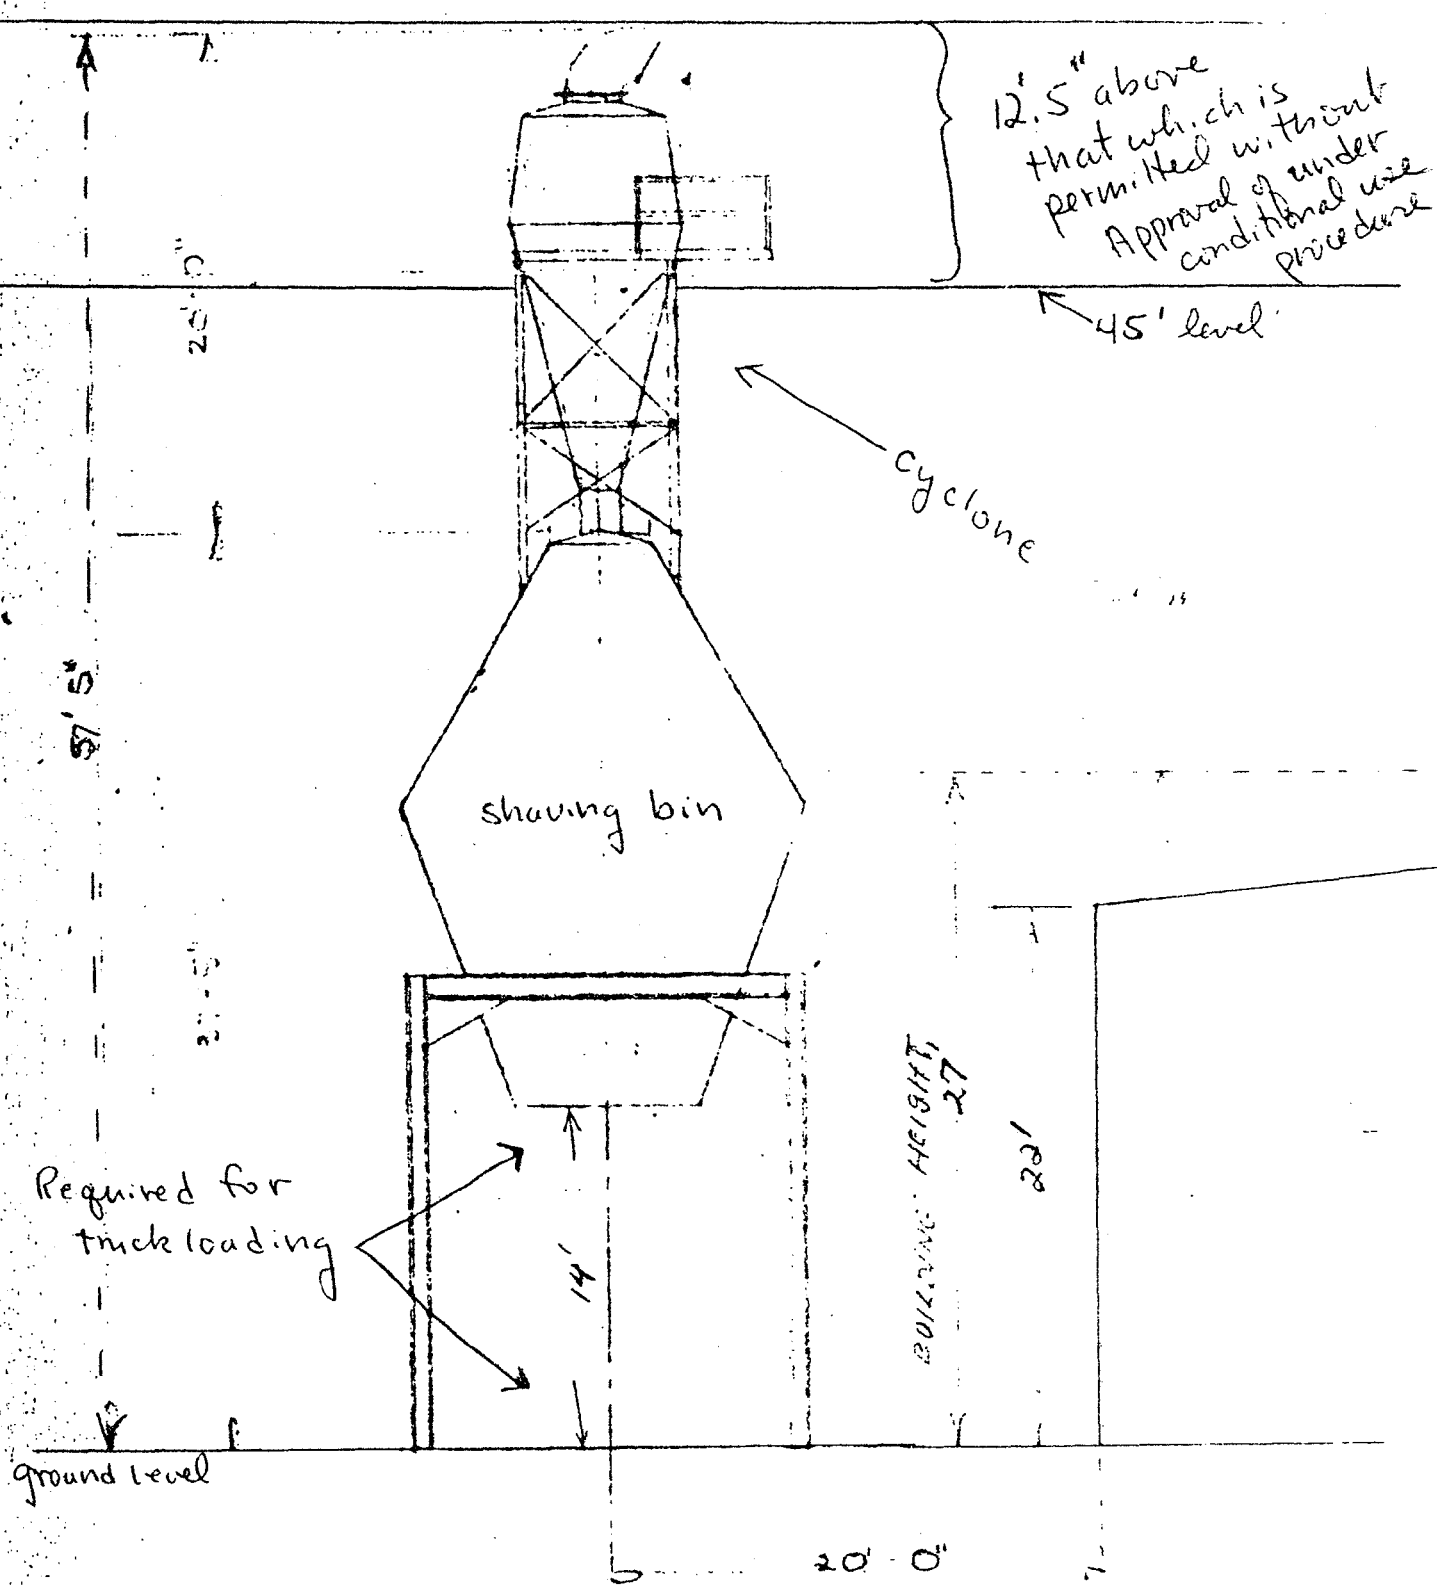 12'.5" above
that which is
permitted without
Approval of under
conditional use
procedure
45' level
cyclone
57' 5"
shaving bin
BUILDING HEIGHT,
27
22'
Required for
truck loading
14'
ground level
20' - 0"